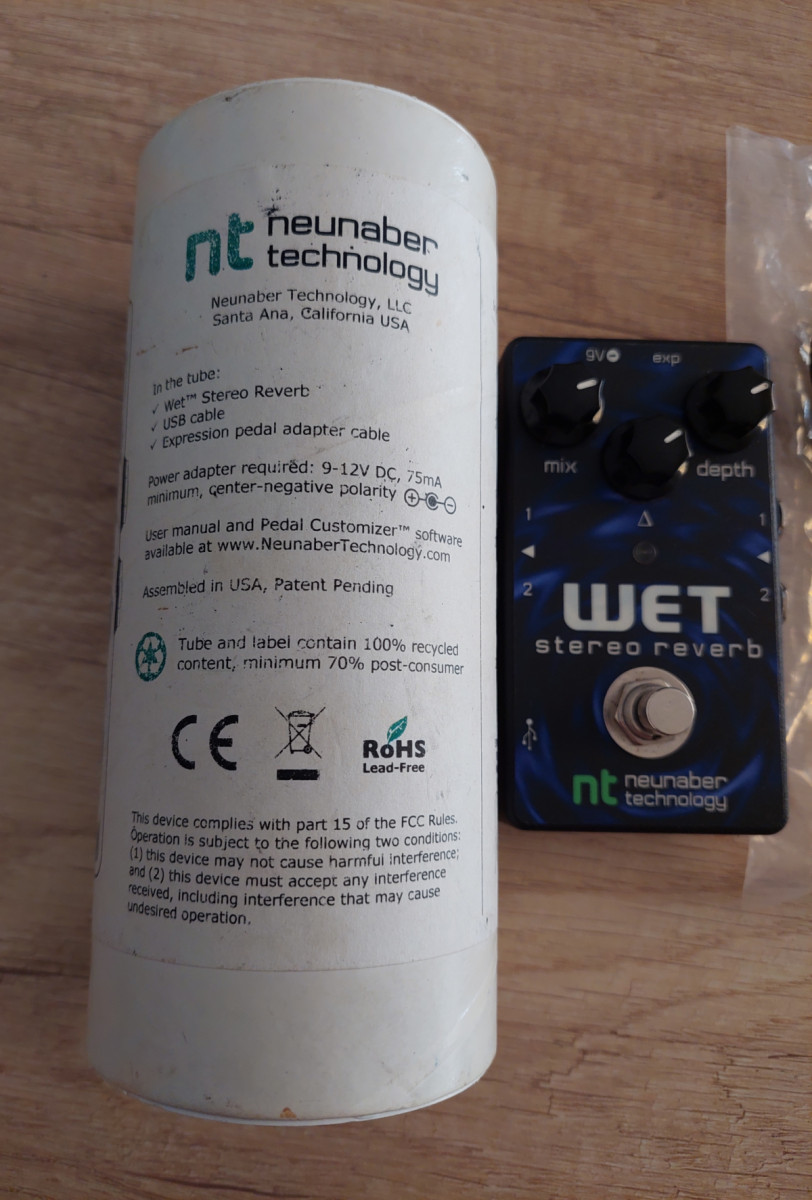 nt neunaber
technology
Neunaber Technology, LLC
Santa Ana, California USA
In the tube:
✓ Wet™ Stereo Reverb
✓ USB cable
✓ Expression pedal adapter cable
Power adapter required: 9-12V DC, 75mA
minimum, center-negative polarity
User manual and Pedal Customizer™ software
available at www.NeunaberTechnology.com
Assembled in USA, Patent Pending
Tube and label contain 100% recycled
content, minimum 70% post-consumer
CE
RoHS
Lead-Free
This device complies with part 15 of the FCC Rules.
Operation is subject to the following two conditions:
(1) this device may not cause harmful interference;
and (2) this device must accept any interference
received, including interference that may cause
undesired operation.
9V exp
mix depth
1 Δ 1
2 2
WET
stereo reverb
nt neunaber
technology